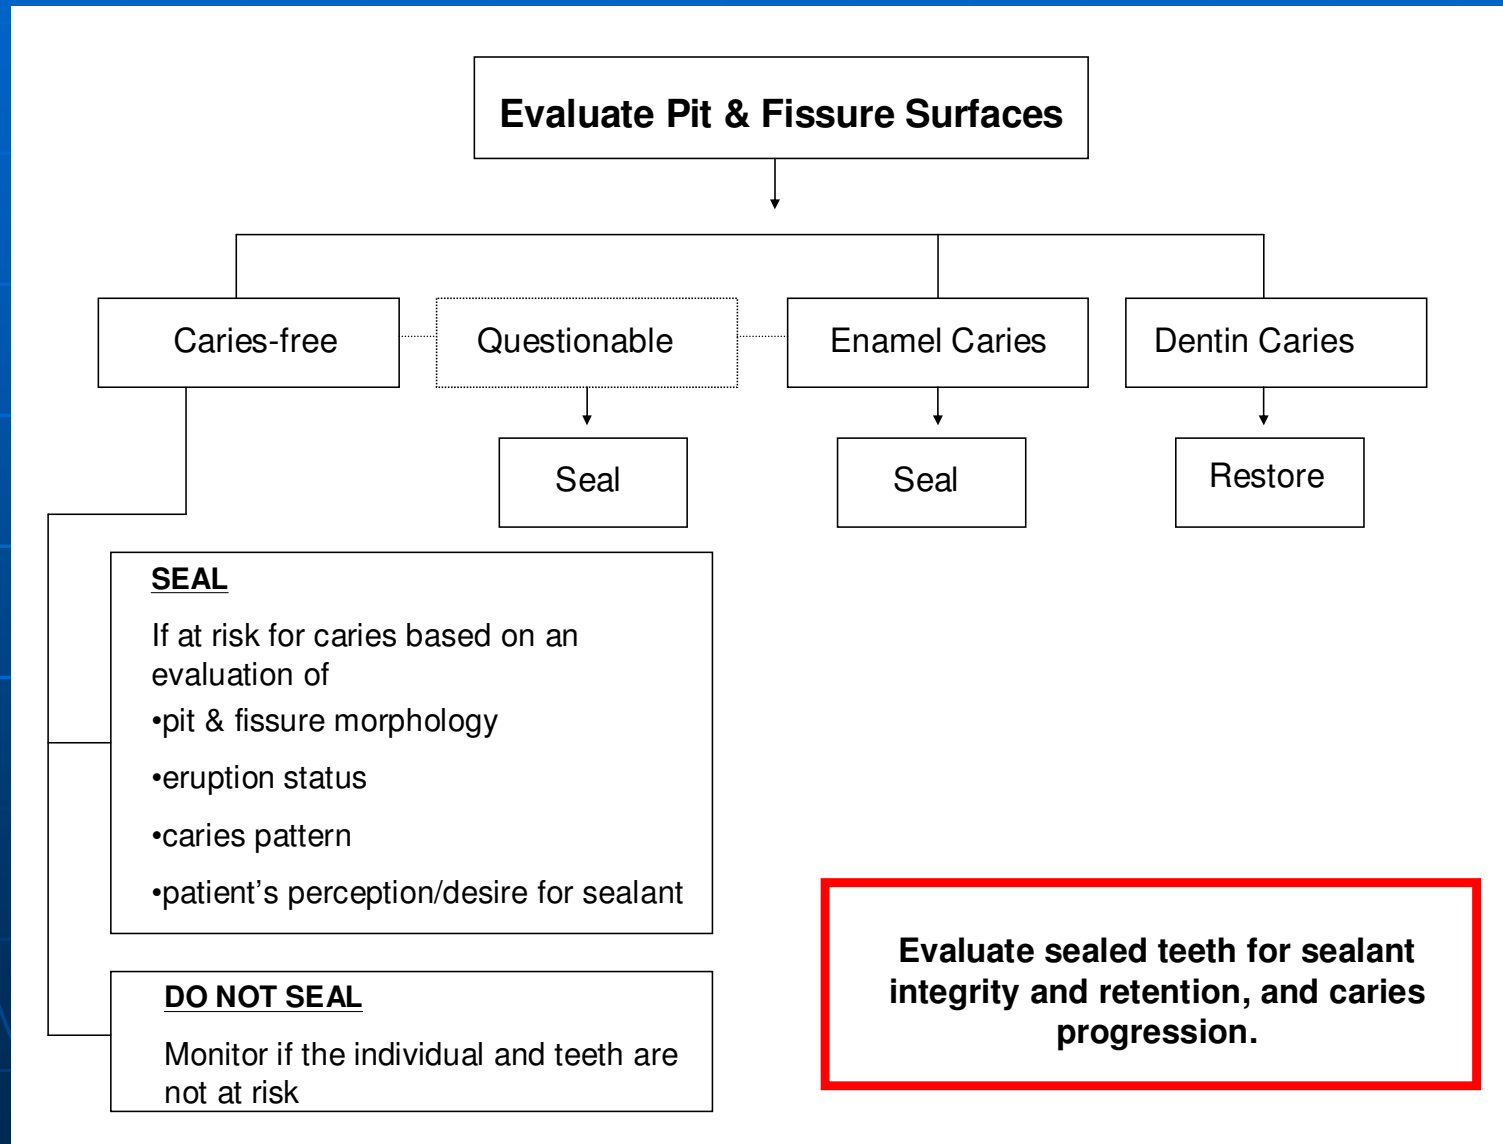 Evaluate Pit & Fissure Surfaces
Caries-free
Questionable
Enamel Caries
Dentin Caries
Seal
Seal
Restore
SEAL
If at risk for caries based on an
evaluation of
•pit & fissure morphology
•eruption status
•caries pattern
•patient’s perception/desire for sealant
DO NOT SEAL
Monitor if the individual and teeth are
not at risk
Evaluate sealed teeth for sealant
integrity and retention, and caries
progression.